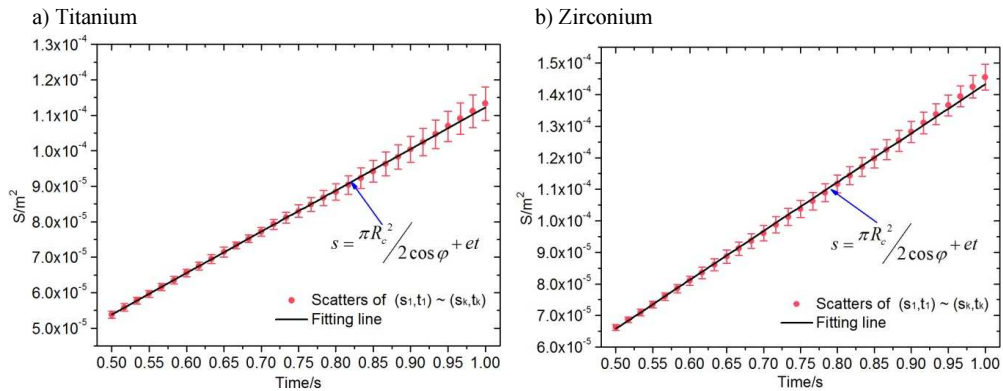 a) Titanium
1.3x10⁻⁴
1.2x10⁻⁴
1.1x10⁻⁴
1.0x10⁻⁴
9.0x10⁻⁵
8.0x10⁻⁵
7.0x10⁻⁵
6.0x10⁻⁵
5.0x10⁻⁵
S/m²
s = πR_c²/2cosφ + et
Scatters of (s₁,t₁) ~ (sₖ,tₖ)
Fitting line
0.50 0.55 0.60 0.65 0.70 0.75 0.80 0.85 0.90 0.95 1.00
Time/s
b) Zirconium
1.5x10⁻⁴
1.4x10⁻⁴
1.3x10⁻⁴
1.2x10⁻⁴
1.1x10⁻⁴
1.0x10⁻⁴
9.0x10⁻⁵
8.0x10⁻⁵
7.0x10⁻⁵
6.0x10⁻⁵
S/m²
s = πR_c²/2cosφ + et
Scatters of (s₁,t₁) ~ (sₖ,tₖ)
Fitting line
0.50 0.55 0.60 0.65 0.70 0.75 0.80 0.85 0.90 0.95 1.00
Time/s